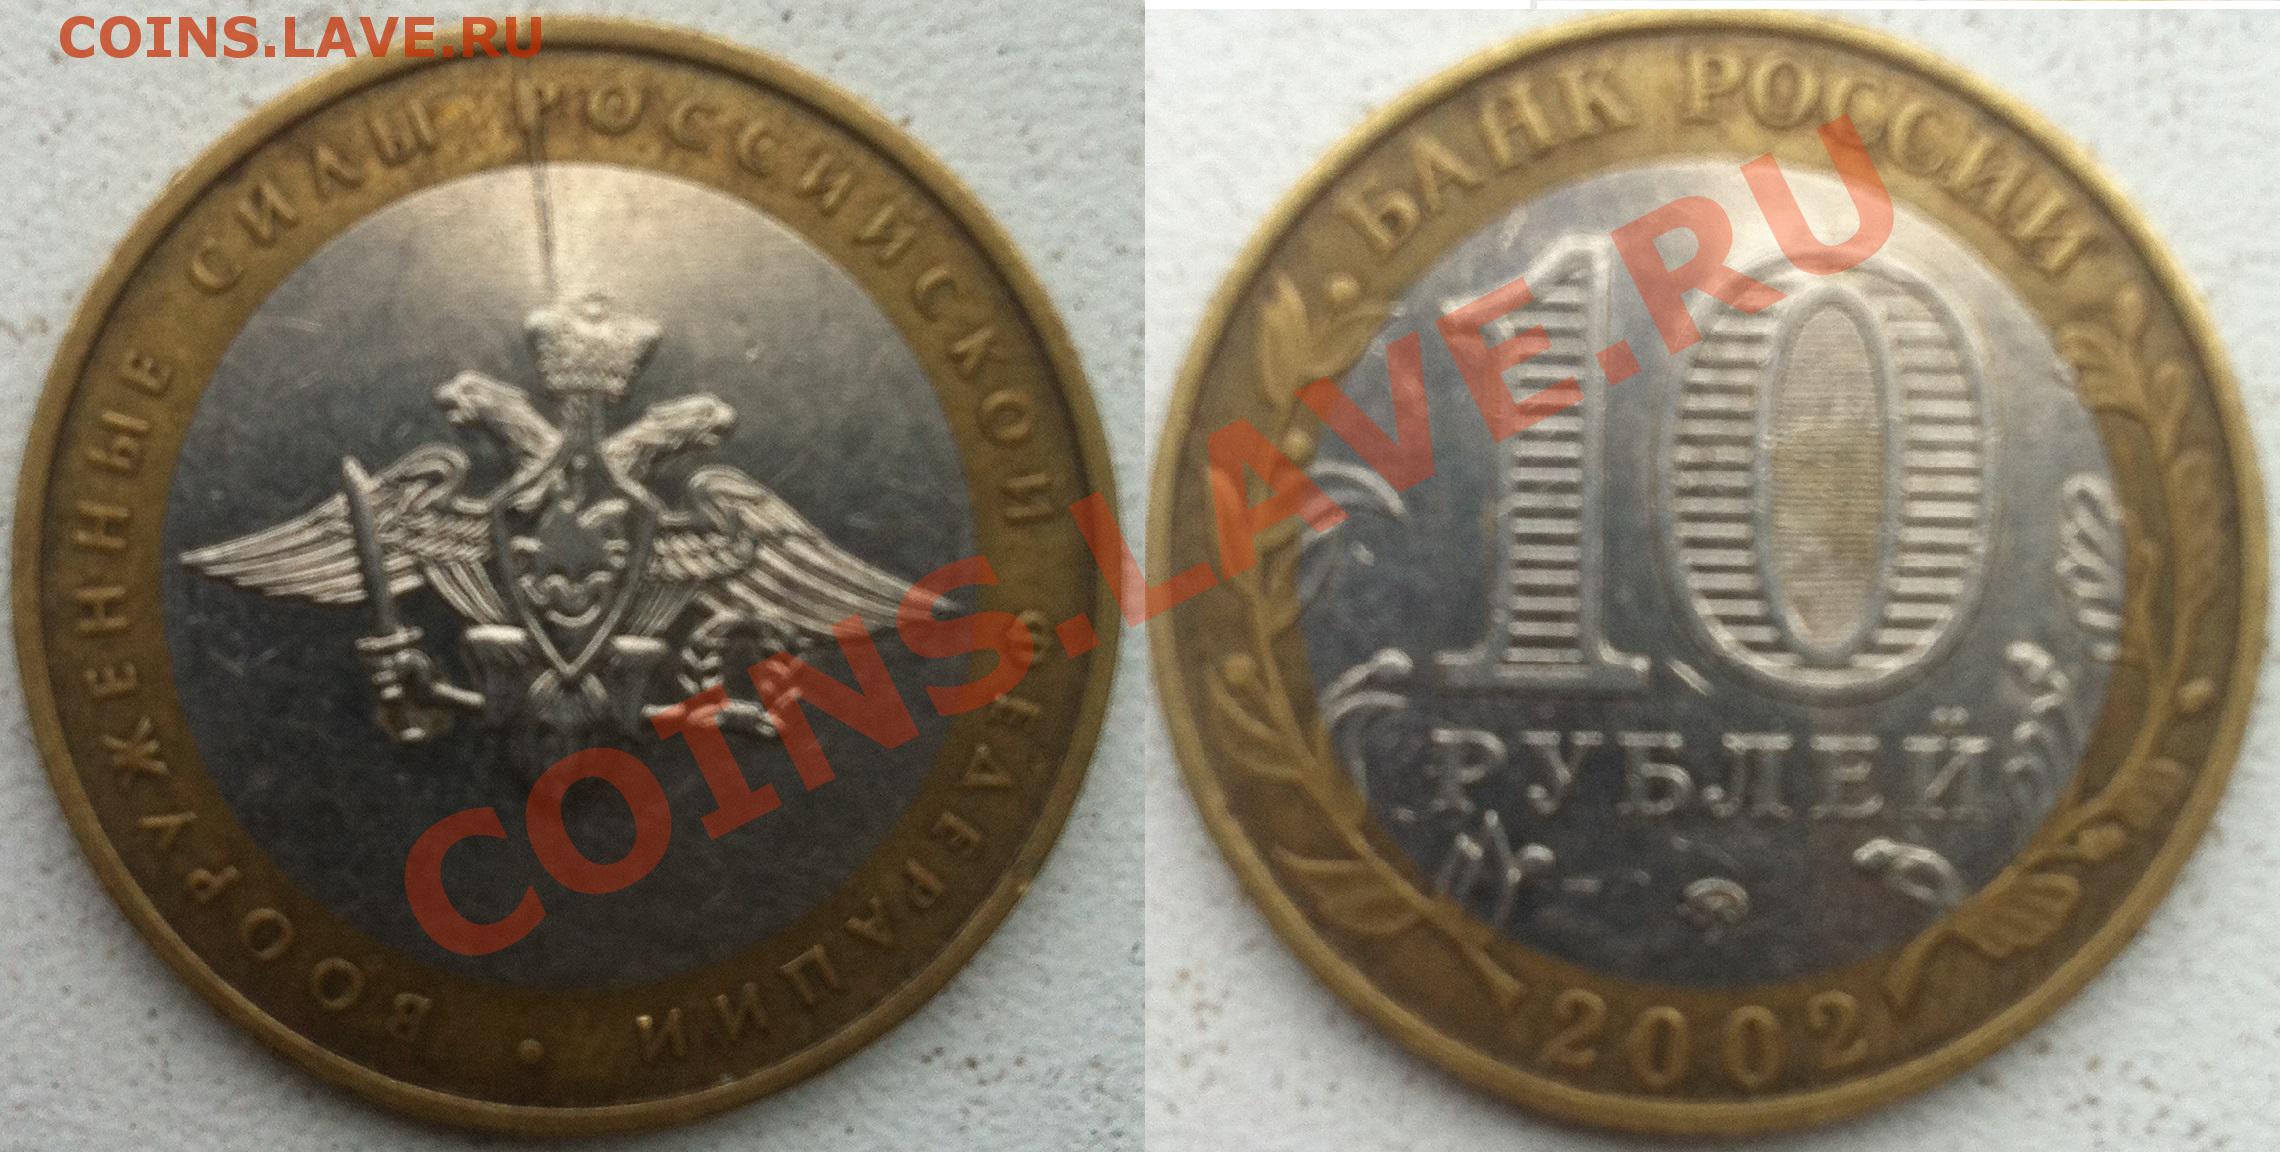 COINS.LAVE.RU
ВООРУЖЕННЫЕ СИЛЫ РОССИЙСКОЙ ФЕДЕРАЦИИ
БАНК РОССИИ
10
РУБЛЕЙ
2002
COINS.LAVE.RU